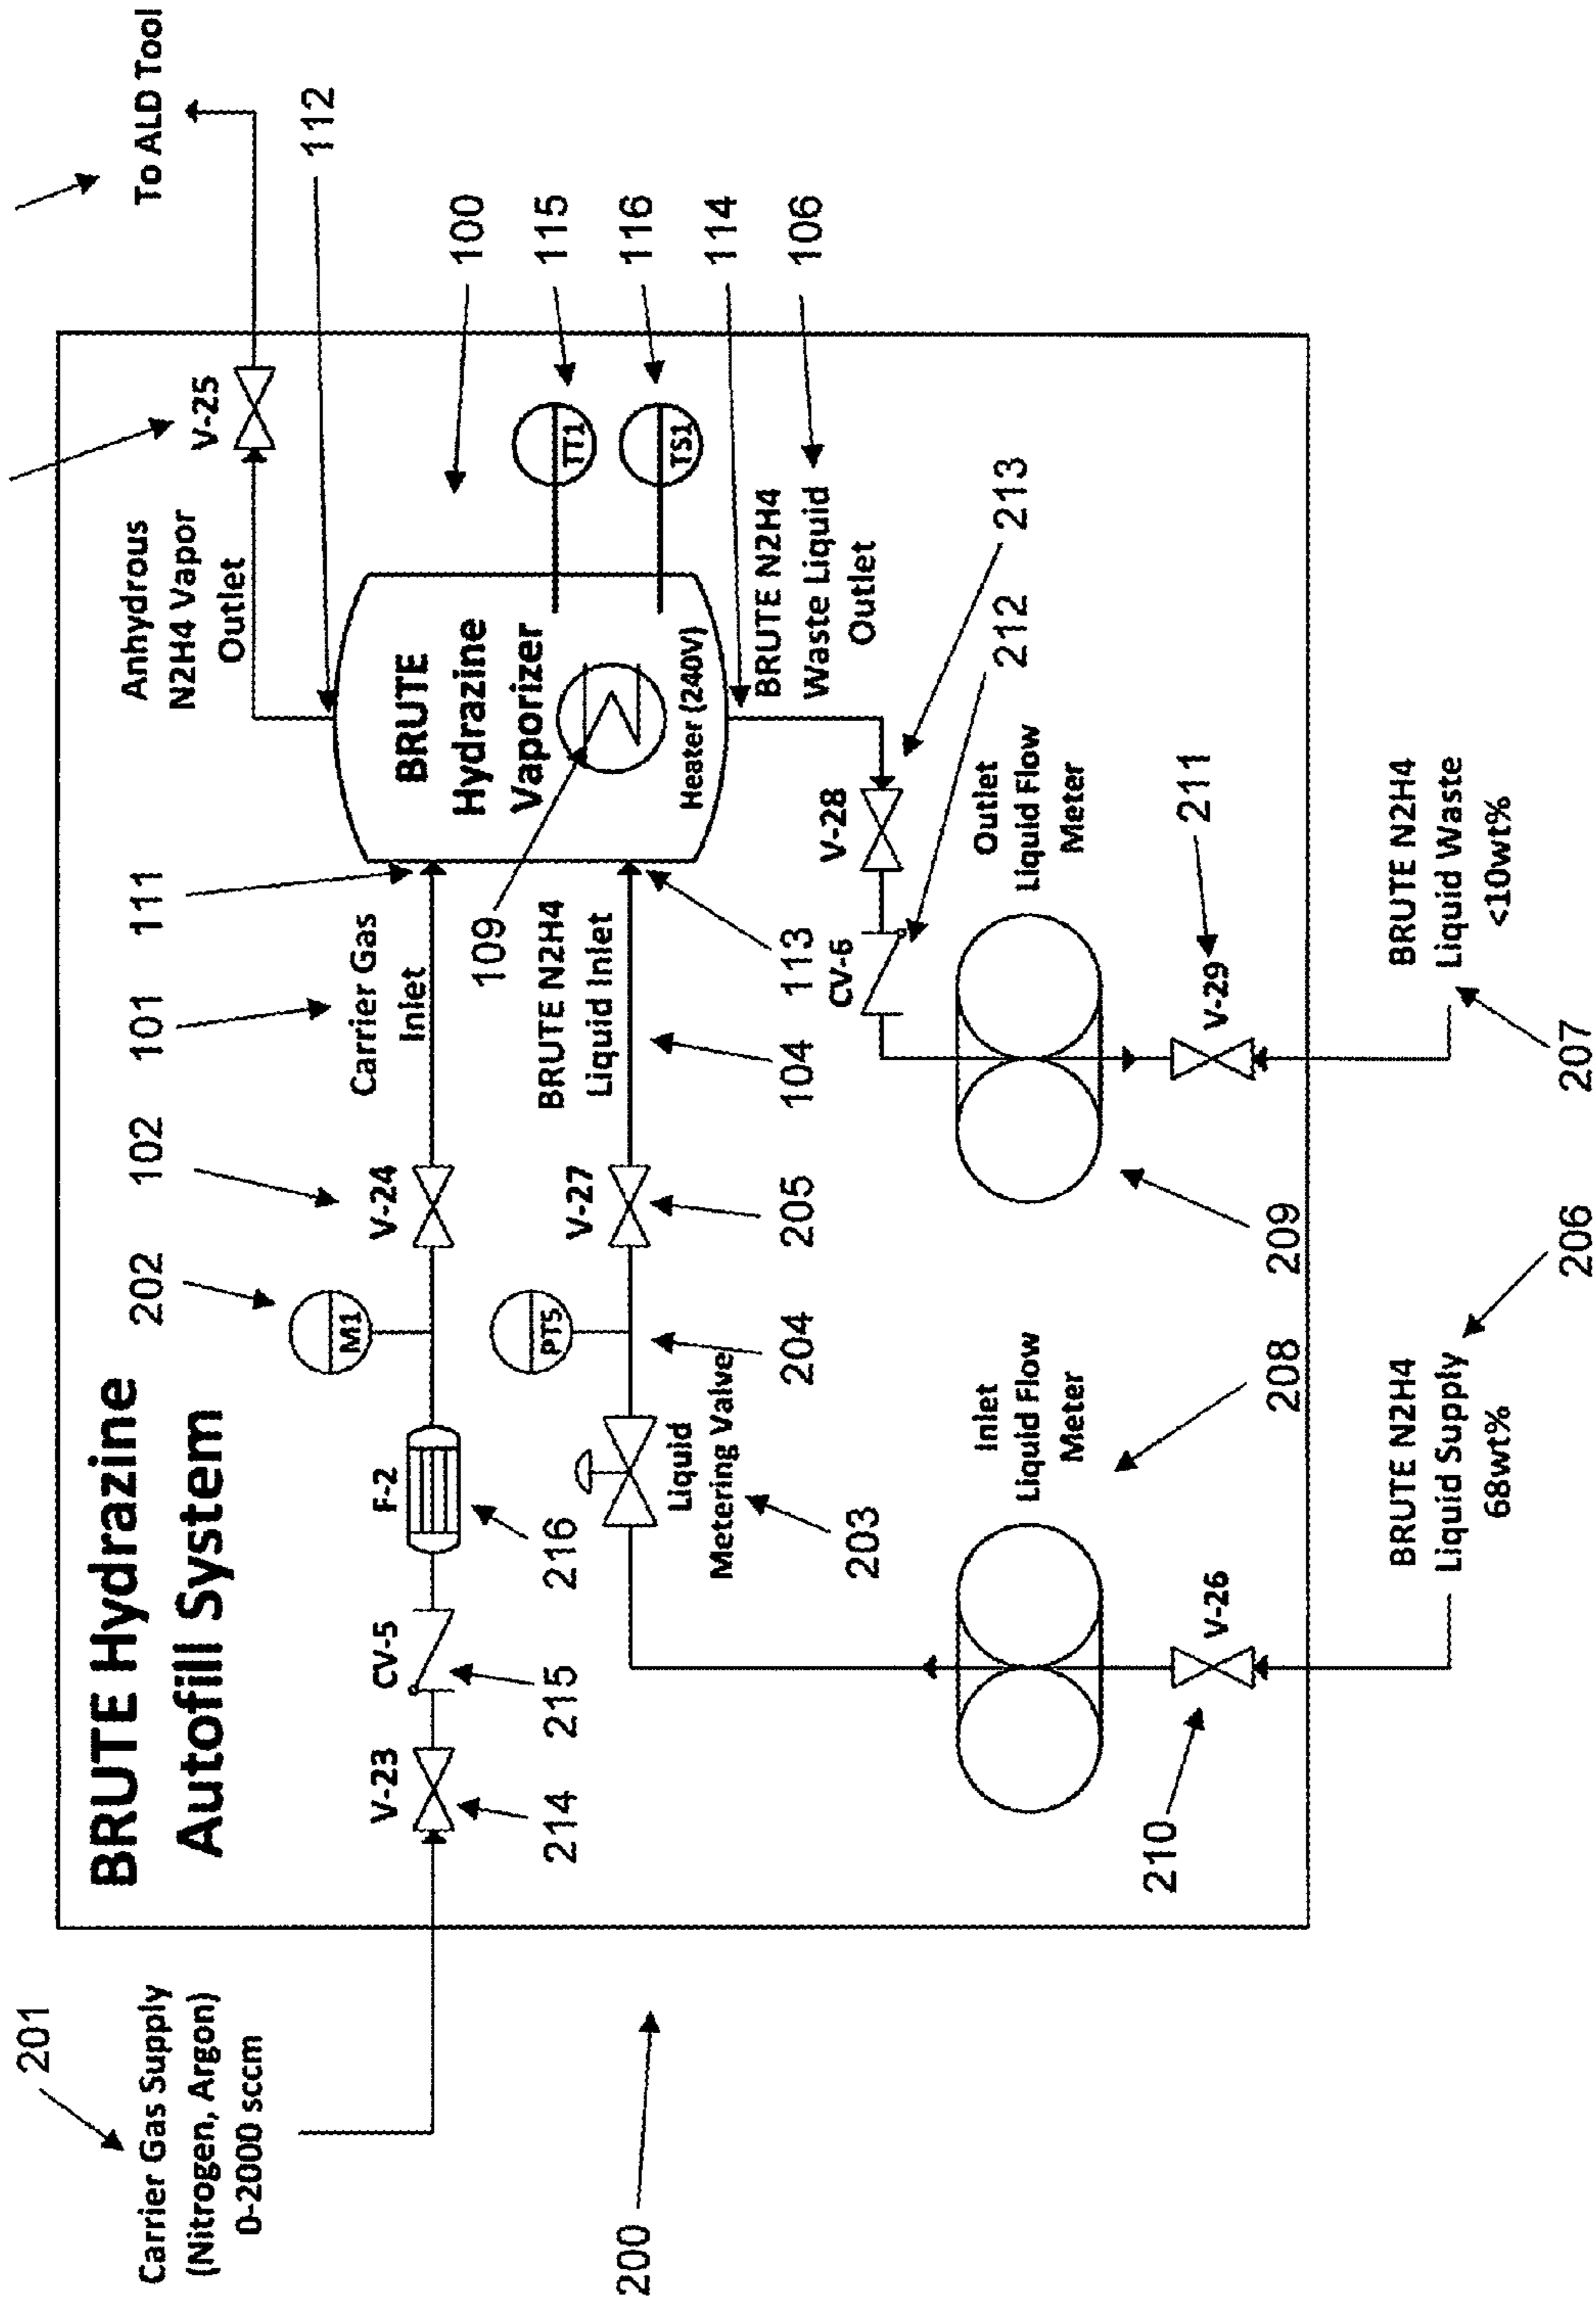 BRUTE Hydrazine
Autofill System
201
Carrier Gas Supply
(Nitrogen, Argon)
0-2000 sccm
V-23
214
CV-5
215
F-2
216
202
M1
102
V-24
101
111
Carrier Gas
Inlet
Anhydrous
N2H4 Vapor
Outlet
V-25
To ALD Tool
112
BRUTE
Hydrazine
Vaporizer
Heater (240V)
109
100
TT1
115
TS1
116
114
Liquid
Metering Valve
203
PT5
204
V-27
205
BRUTE N2H4
Liquid Inlet
104
113
BRUTE N2H4
Waste Liquid
Outlet
106
V-28
213
CV-6
212
Inlet
Liquid Flow
Meter
208
Outlet
Liquid Flow
Meter
209
V-26
210
V-29
211
BRUTE N2H4
Liquid Supply
68wt%
206
BRUTE N2H4
Liquid Waste
<10wt%
207
200